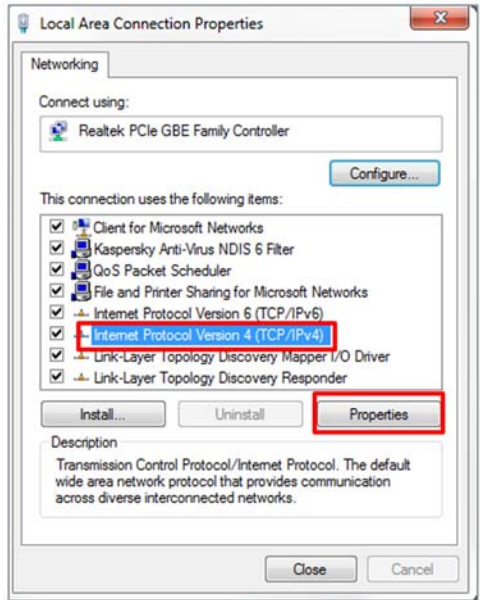 Local Area Connection Properties
Networking
Connect using:
Realtek PCIe GBE Family Controller
Configure...
This connection uses the following items:
Client for Microsoft Networks
Kaspersky Anti-Virus NDIS 6 Filter
QoS Packet Scheduler
File and Printer Sharing for Microsoft Networks
Internet Protocol Version 6 (TCP/IPv6)
Internet Protocol Version 4 (TCP/IPv4)
Link-Layer Topology Discovery Mapper I/O Driver
Link-Layer Topology Discovery Responder
Install... Uninstall Properties
Description
Transmission Control Protocol/Internet Protocol. The default
wide area network protocol that provides communication
across diverse interconnected networks.
Close Cancel